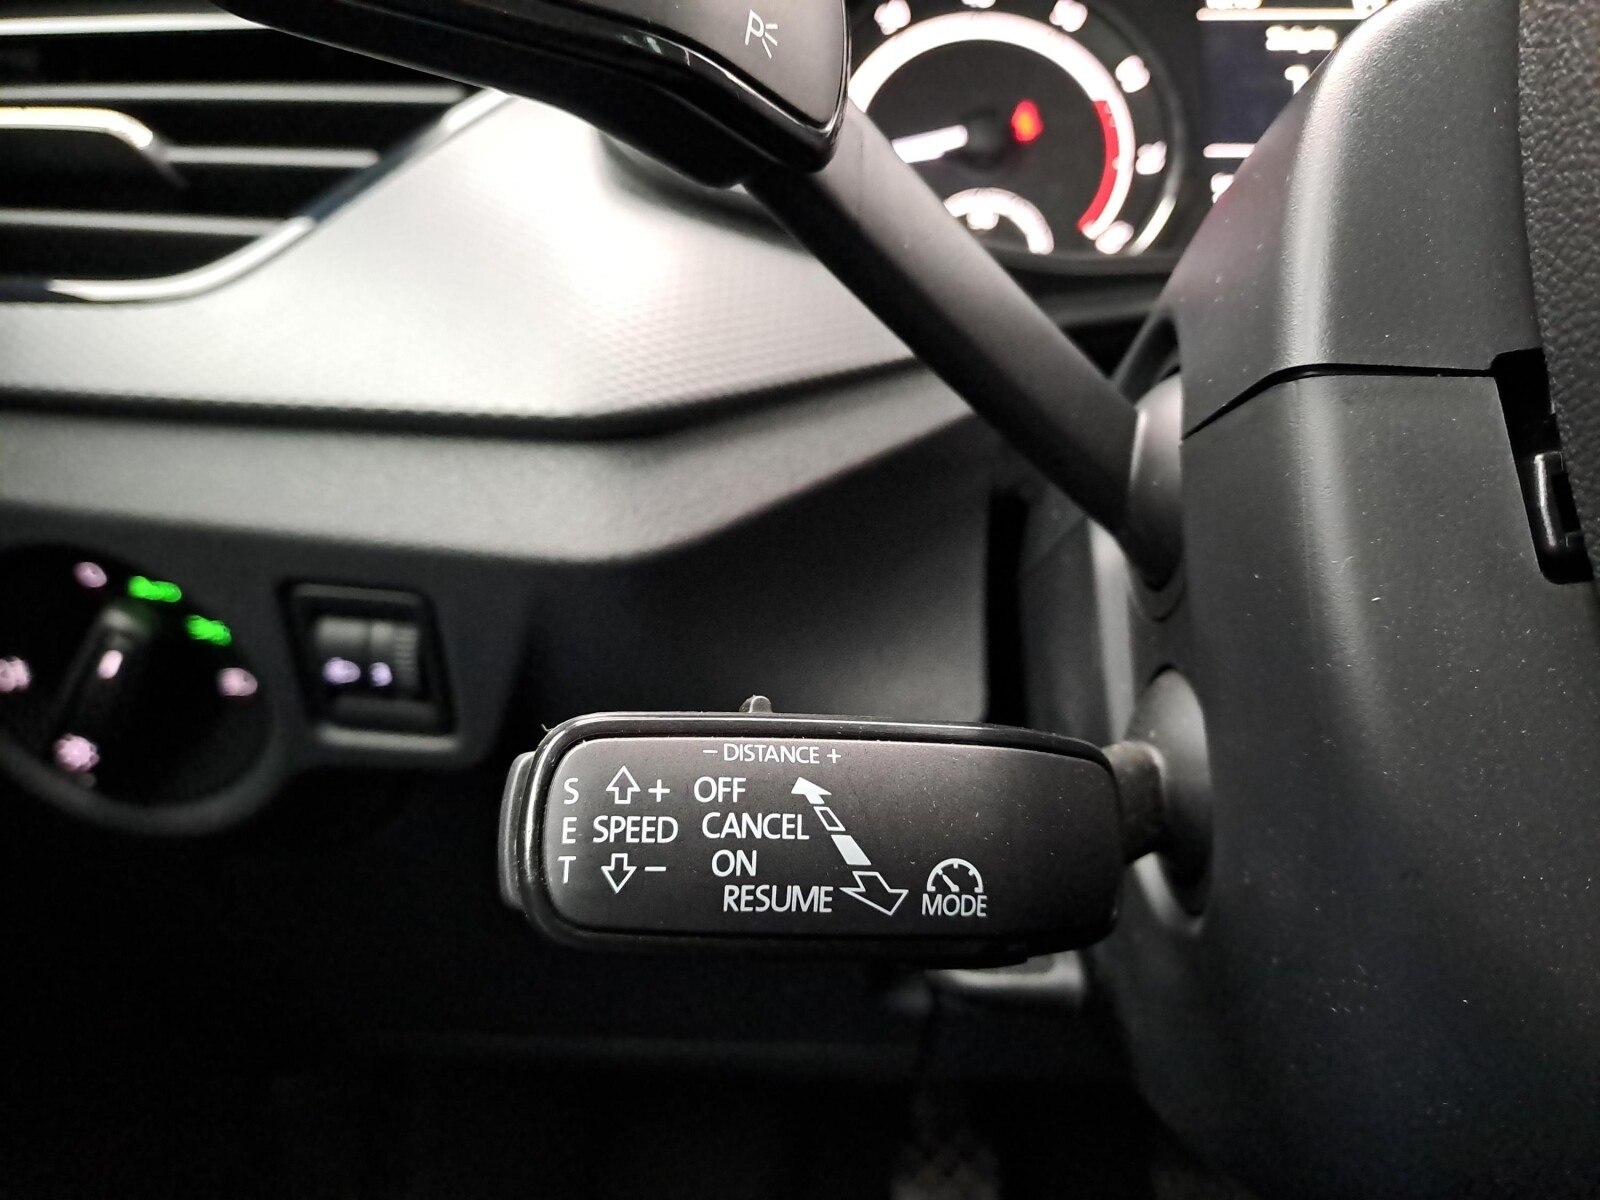 P
- DISTANCE +
S + OFF
E SPEED CANCEL
T - ON
RESUME MODE